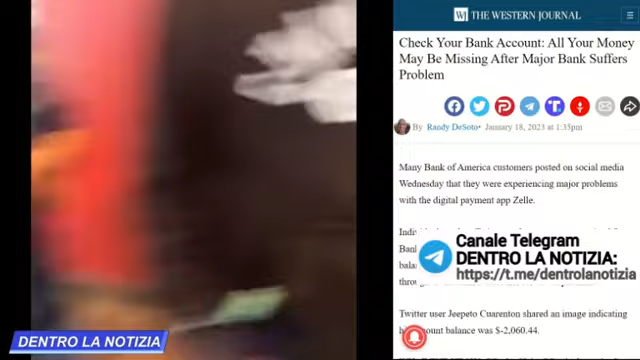 WJ THE WESTERN JOURNAL
Check Your Bank Account: All Your Money
May Be Missing After Major Bank Suffers
Problem
By Randy DeSoto• January 18, 2023 at 1:35pm
Many Bank of America customers posted on social media
Wednesday that they were experiencing major problems
with the digital payment app Zelle.
Canale Telegram
DENTRO LA NOTIZIA:
https://t.me/dentrolanotizia
Twitter user Jeepeto Cuarenton shared an image indicating
account balance was $-2,060.44.
DENTRO LA NOTIZIA